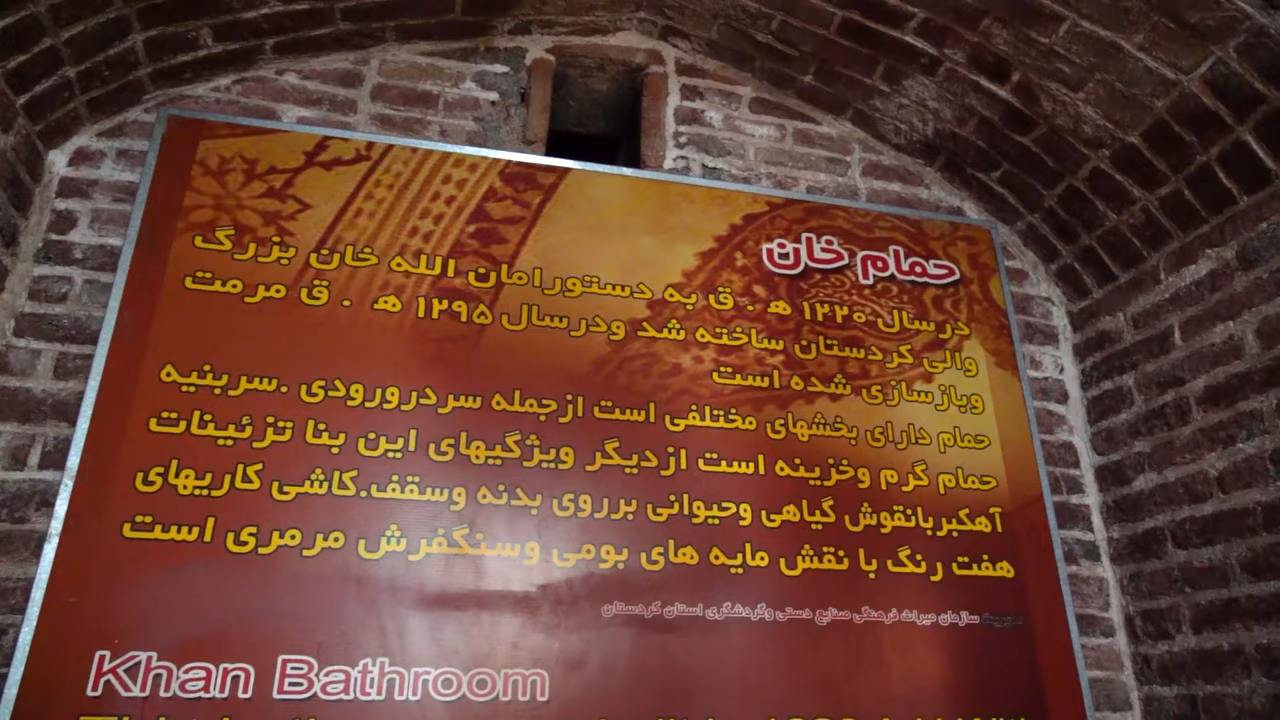 حمام خان
درسال ۱۲۲۰ ه . ق به دستورامان الله خان بزرگ
والی کردستان ساخته شد ودرسال ۱۲۹۵ ه . ق مرمت
وبازسازی شده است
حمام دارای بخشهای مختلفی است ازجمله سردرورودی .سربنیه
حمام گرم وخزینه است ازدیگر ویژگیهای این بنا تزئینات
آهکبربانقوش گیاهی وحیوانی برروی بدنه وسقف.کاشی کاریهای
هفت رنگ با نقش مایه های بومی وسنگفرش مرمری است
سازمان میراث فرهنگی صنایع دستی وگردشگری استان کردستان
Khan Bathroom